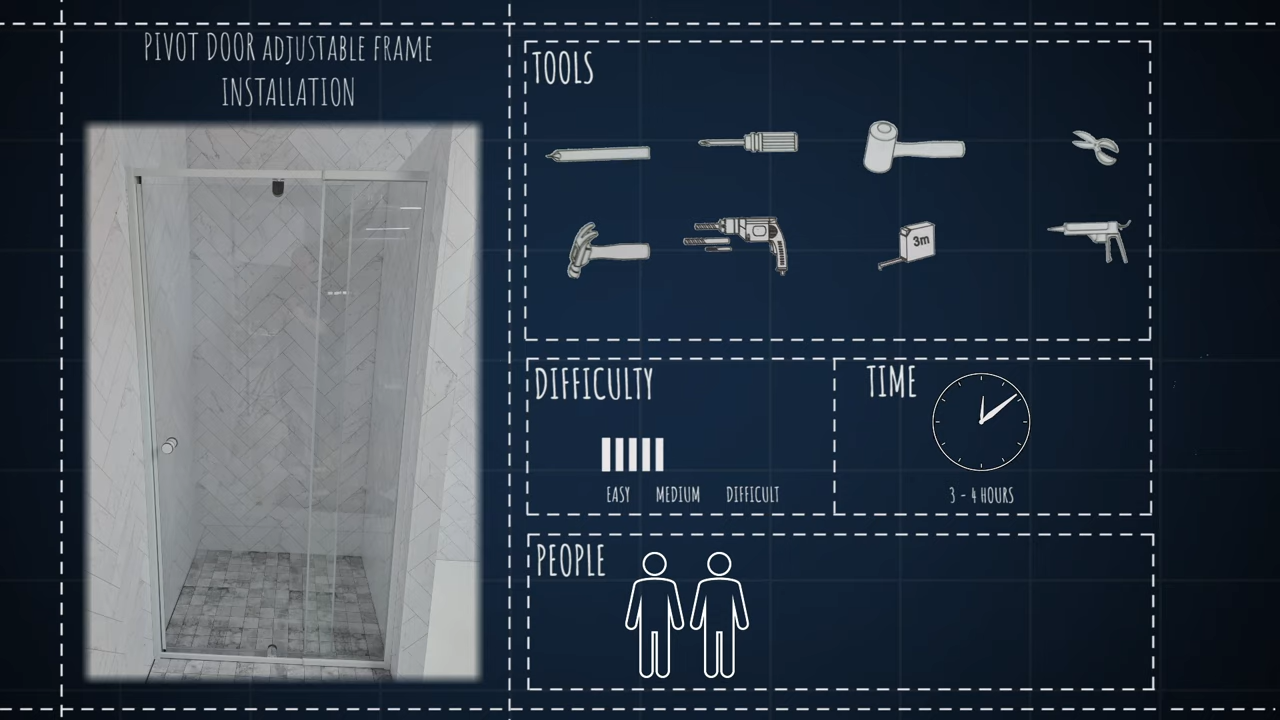 PIVOT DOOR ADJUSTABLE FRAME
INSTALLATION
TOOLS
3m
DIFFICULTY
EASY MEDIUM DIFFICULT
TIME
3 - 4 HOURS
PEOPLE